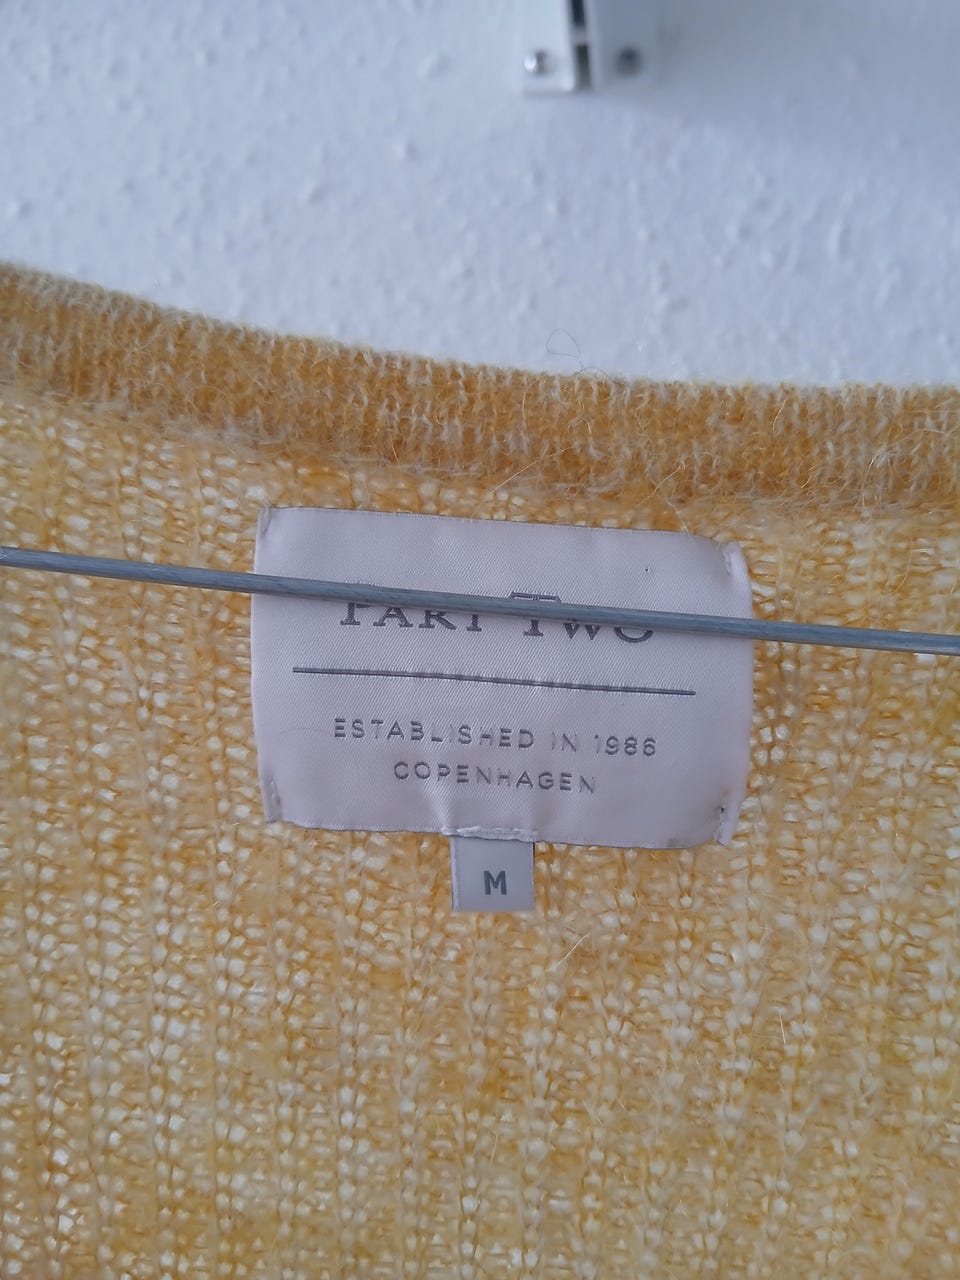 PART TWO
ESTABLISHED IN 1986
COPENHAGEN
M